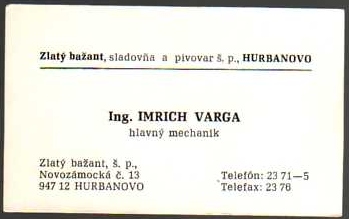 Zlatý bažant, sladovňa a pivovar š. p., HURBANOVO
Ing. IMRICH VARGA
hlavný mechanik
Zlatý bažant, š. p.,
Novozámocká č. 13
947 12 HURBANOVO
Telefón: 23 71—5
Telefax: 23 76